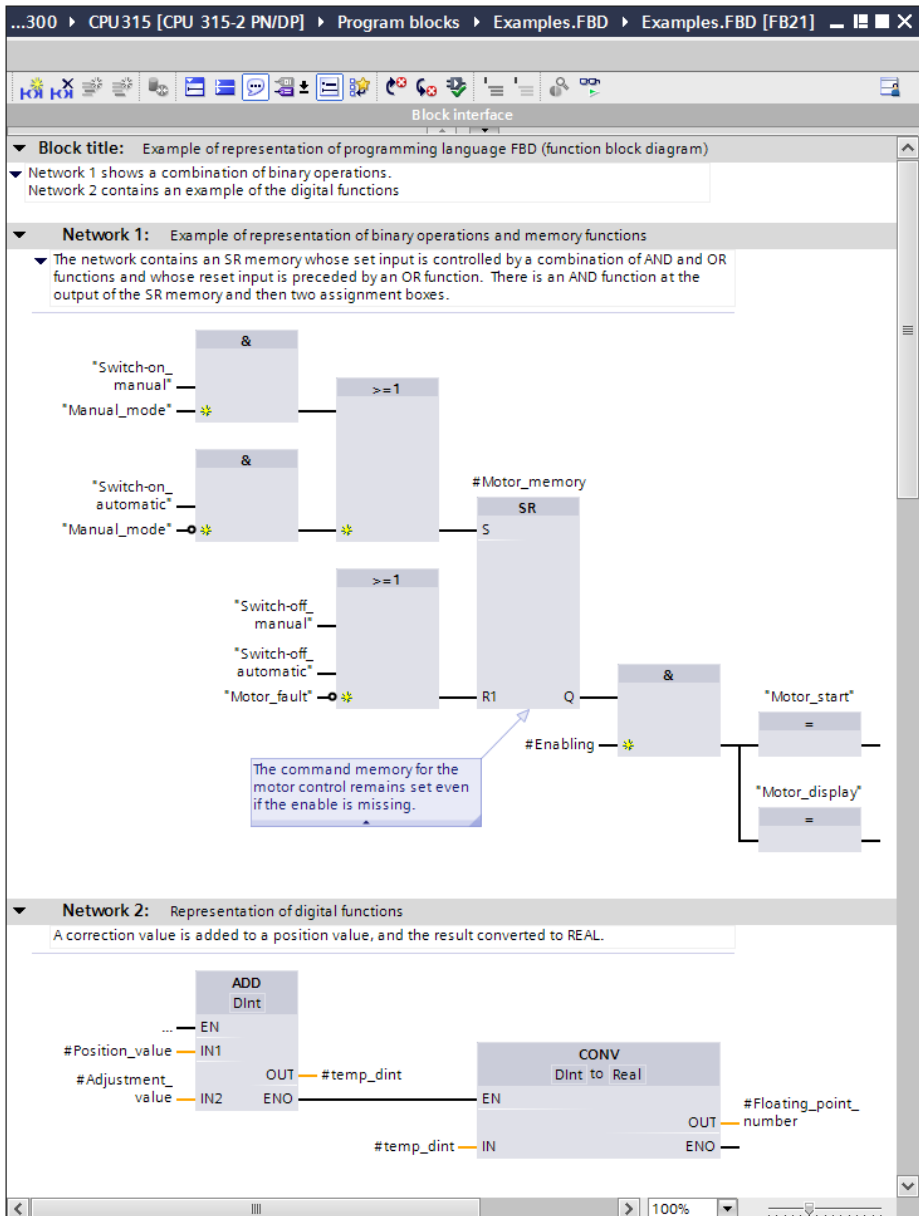 ...300 ▸ CPU315 [CPU 315-2 PN/DP] ▸ Program blocks ▸ Examples.FBD ▸ Examples.FBD [FB21]
Block interface
Block title: Example of representation of programming language FBD (function block diagram)
Network 1 shows a combination of binary operations.
Network 2 contains an example of the digital functions
Network 1: Example of representation of binary operations and memory functions
The network contains an SR memory whose set input is controlled by a combination of AND and OR
functions and whose reset input is preceded by an OR function. There is an AND function at the
output of the SR memory and then two assignment boxes.
&
"Switch-on_
manual"
"Manual_mode"
>=1
&
"Switch-on_
automatic"
"Manual_mode"
#Motor_memory
SR
S
>=1
"Switch-off_
manual"
"Switch-off_
automatic"
"Motor_fault"
R1 Q
&
#Enabling
"Motor_start"
=
"Motor_display"
=
The command memory for the
motor control remains set even
if the enable is missing.
Network 2: Representation of digital functions
A correction value is added to a position value, and the result converted to REAL.
ADD
DInt
... EN
#Position_value IN1
#Adjustment_
value IN2
OUT #temp_dint
ENO
CONV
DInt to Real
EN
#temp_dint IN
OUT #Floating_point_
number
ENO
100%